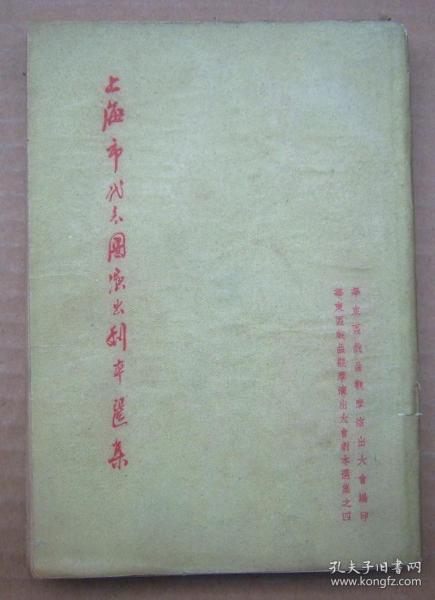 上海市代表團演出劇本選集
華東區戲曲觀摩演出大會編印
華東區戲曲觀摩演出大會劇本選集之四
孔夫子旧书网
www.kongfz.com